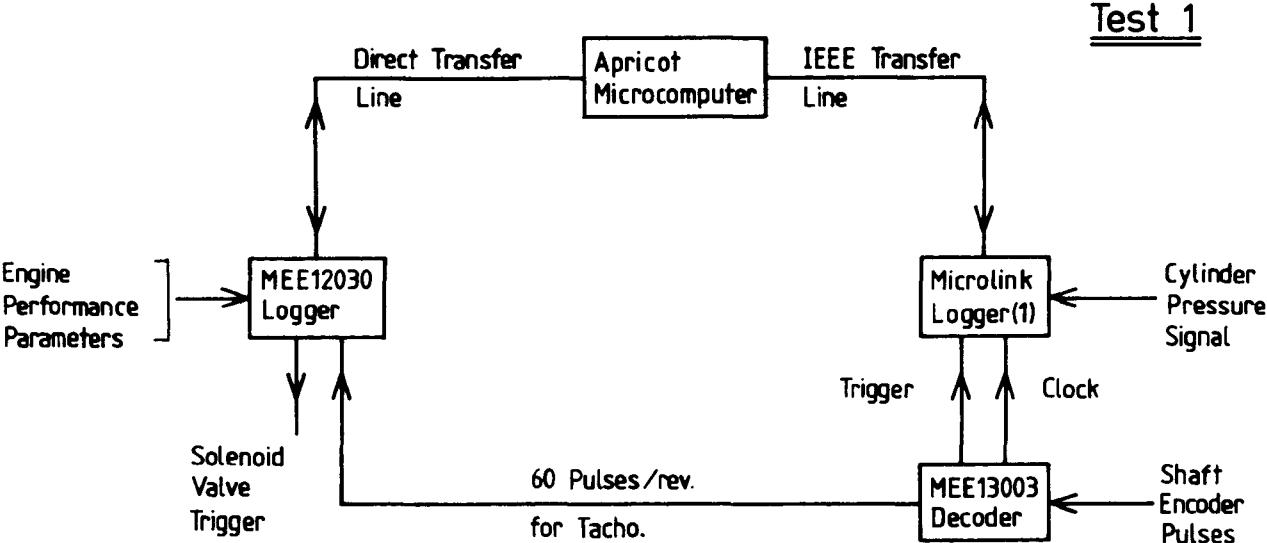 Test 1
Direct Transfer
Line
Apricot
Microcomputer
IEEE Transfer
Line
Engine
Performance
Parameters
MEE12030
Logger
Microlink
Logger(1)
Cylinder
Pressure
Signal
Trigger
Clock
Solenoid
Valve
Trigger
60 Pulses/rev.
for Tacho.
MEE13003
Decoder
Shaft
Encoder
Pulses